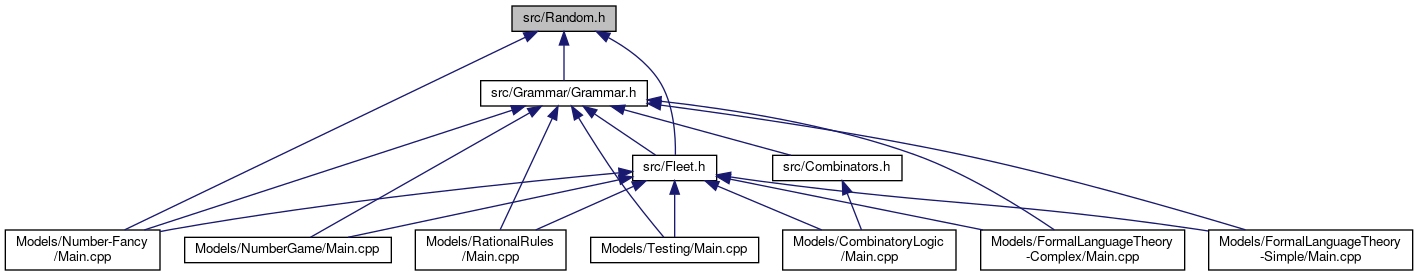 src/Random.h
src/Grammar/Grammar.h
src/Fleet.h
src/Combinators.h
Models/Number-Fancy
/Main.cpp
Models/NumberGame/Main.cpp
Models/RationalRules
/Main.cpp
Models/Testing/Main.cpp
Models/CombinatoryLogic
/Main.cpp
Models/FormalLanguageTheory
-Complex/Main.cpp
Models/FormalLanguageTheory
-Simple/Main.cpp